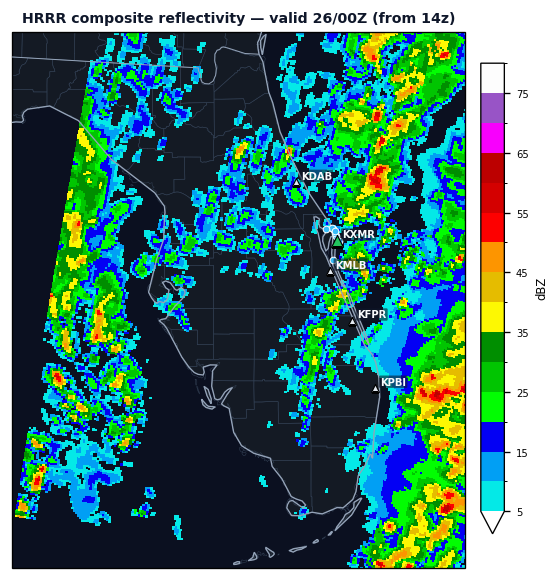 HRRR composite reflectivity — valid 26/00Z (from 14z)
KDAB
KXMR
KMLB
KFPR
KPBI
75
65
55
45
35
25
15
5
dBZ